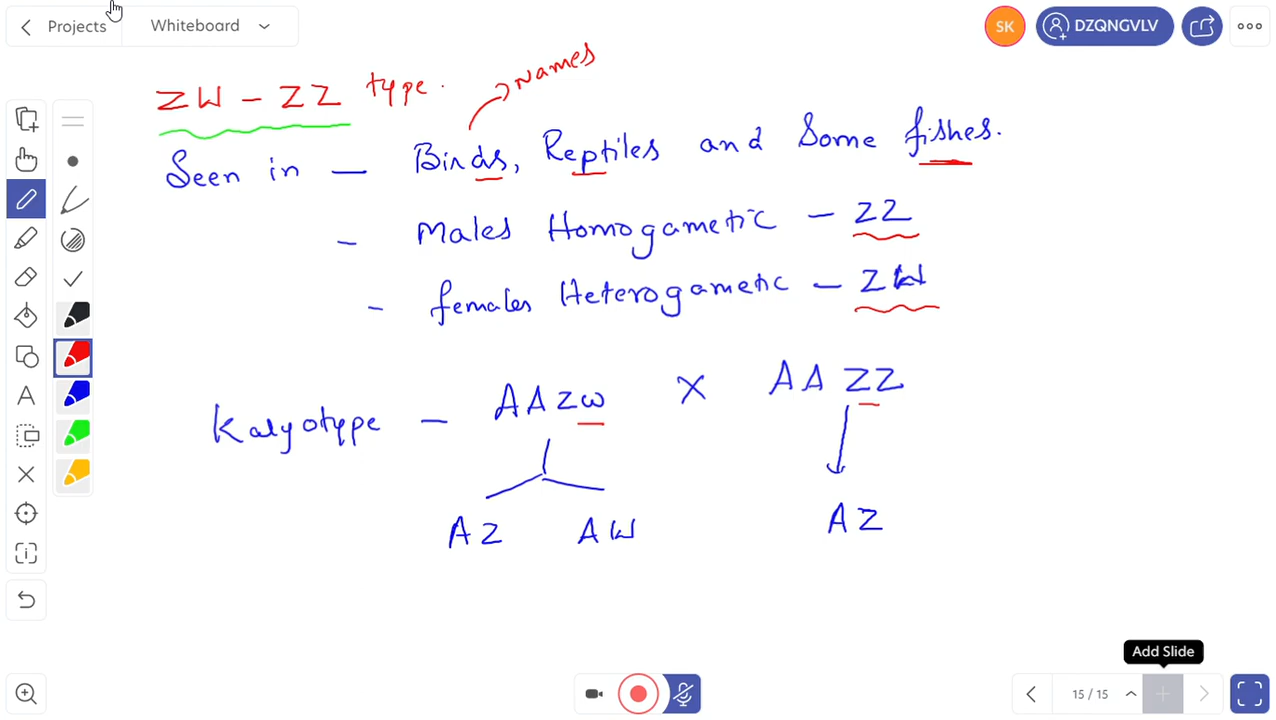 Projects
Whiteboard
SK
DZQNGVLV
ZW - ZZ type.
Names
Seen in - Birds, Reptiles and Some fishes.
- Males Homogametic - ZZ
- females Heterogametic - ZW
Kalyotype - AAZW X AAZZ
AZ AW AZ
A
Add Slide
15 / 15